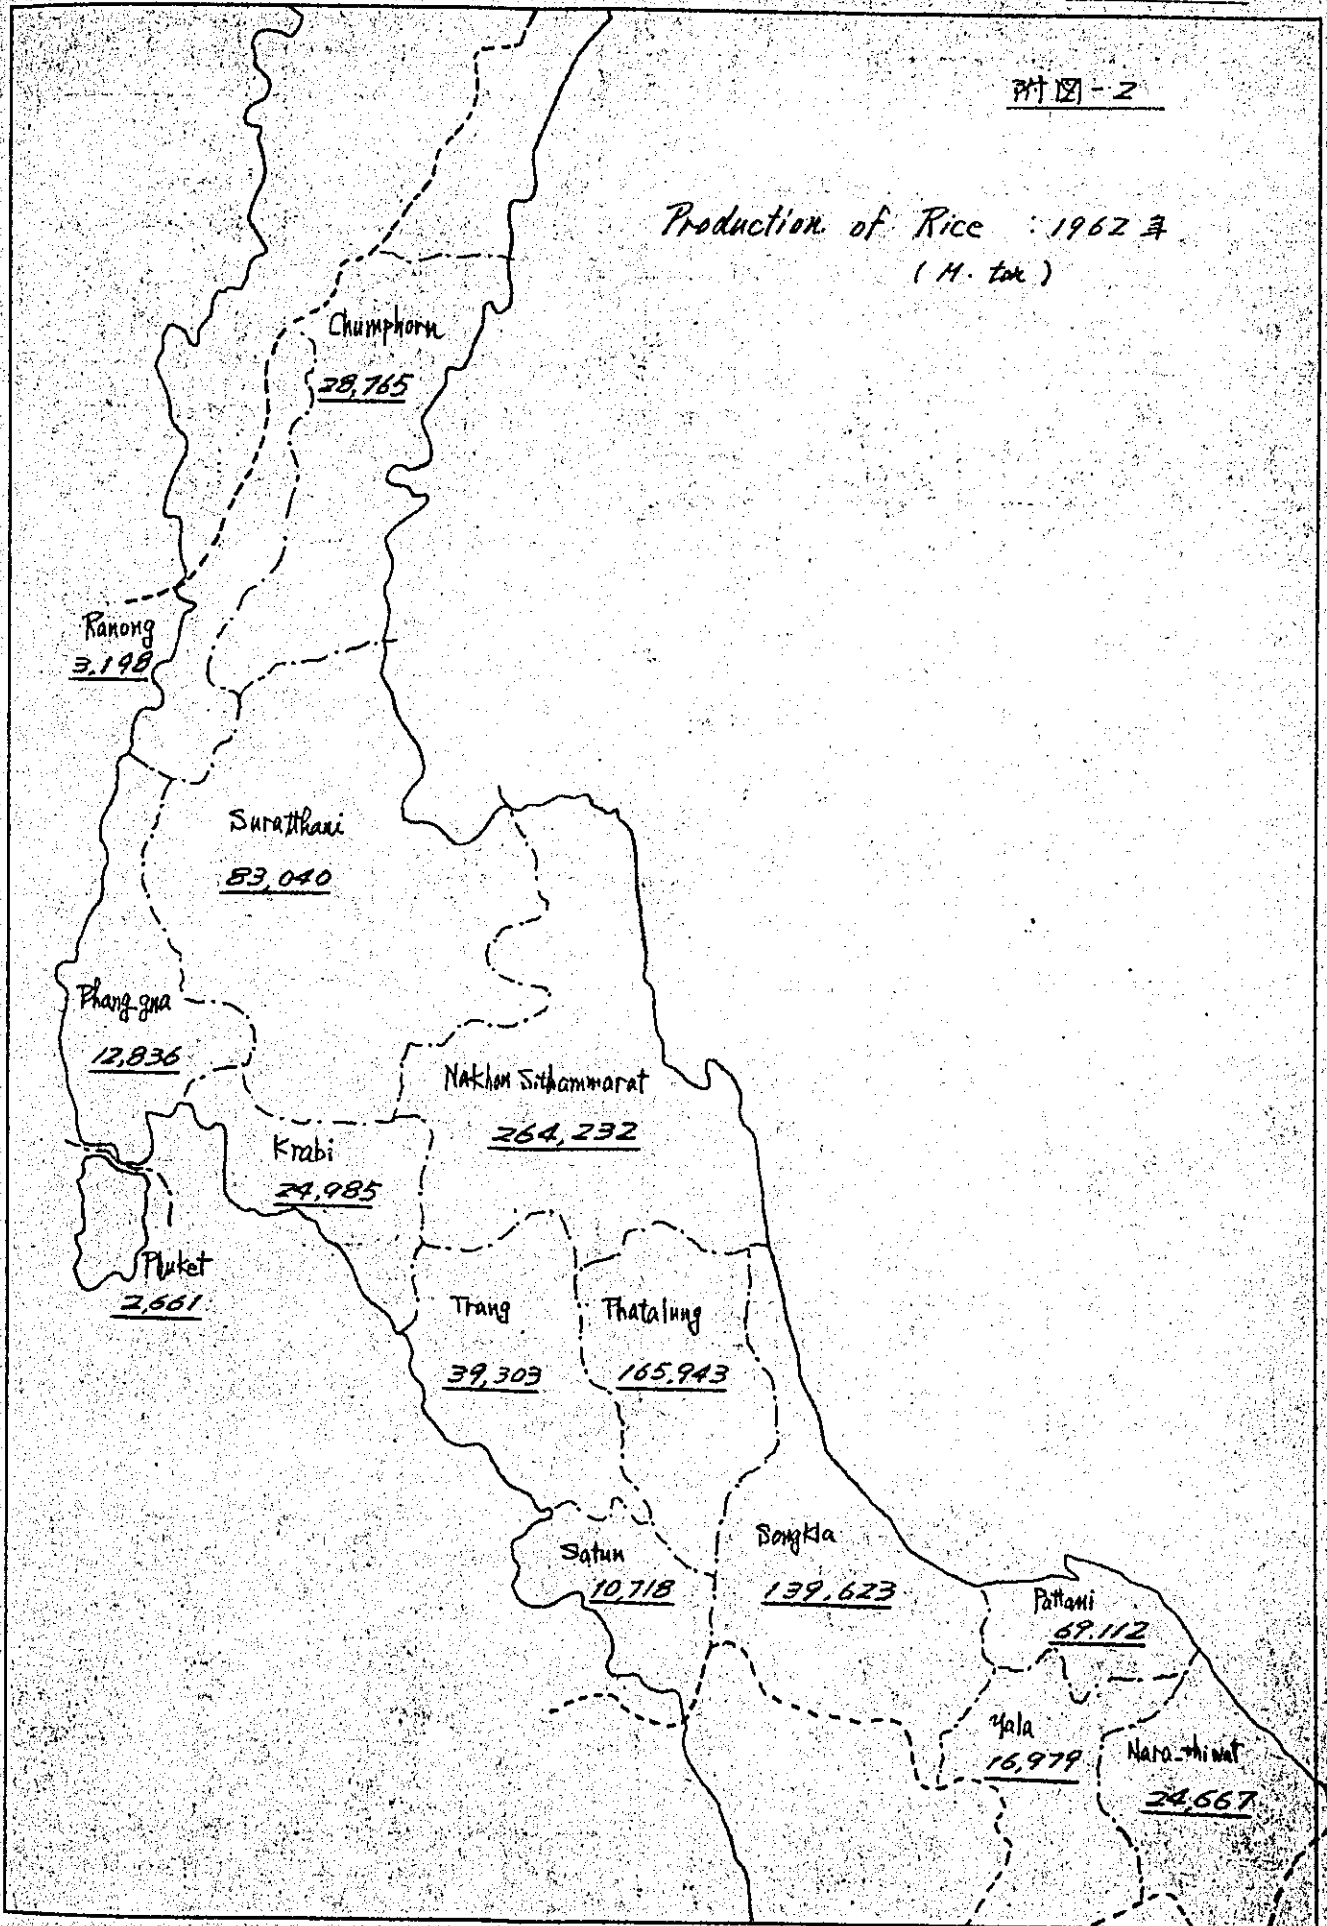 附図-2
Production of Rice : 1962年
( M. ton )
Chumphorn
28,765
Ranong
3,198
Suratthani
83,040
Phang-gna
12,836
Nakhon Sithammarat
264,232
Krabi
24,985
Phuket
2,661
Trang
39,303
Thatalung
165,943
Satun
10,718
Songkla
139,623
Pattani
69.112
Yala
16,979
Nara-thiwat
24,667